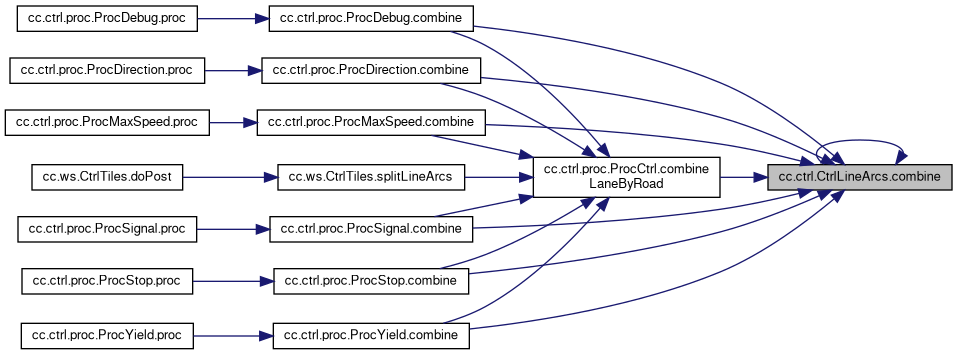 cc.ctrl.proc.ProcDebug.proc
cc.ctrl.proc.ProcDebug.combine
cc.ctrl.proc.ProcDirection.proc
cc.ctrl.proc.ProcDirection.combine
cc.ctrl.proc.ProcMaxSpeed.proc
cc.ctrl.proc.ProcMaxSpeed.combine
cc.ws.CtrlTiles.doPost
cc.ws.CtrlTiles.splitLineArcs
cc.ctrl.proc.ProcCtrl.combine
LaneByRoad
cc.ctrl.CtrlLineArcs.combine
cc.ctrl.proc.ProcSignal.proc
cc.ctrl.proc.ProcSignal.combine
cc.ctrl.proc.ProcStop.proc
cc.ctrl.proc.ProcStop.combine
cc.ctrl.proc.ProcYield.proc
cc.ctrl.proc.ProcYield.combine